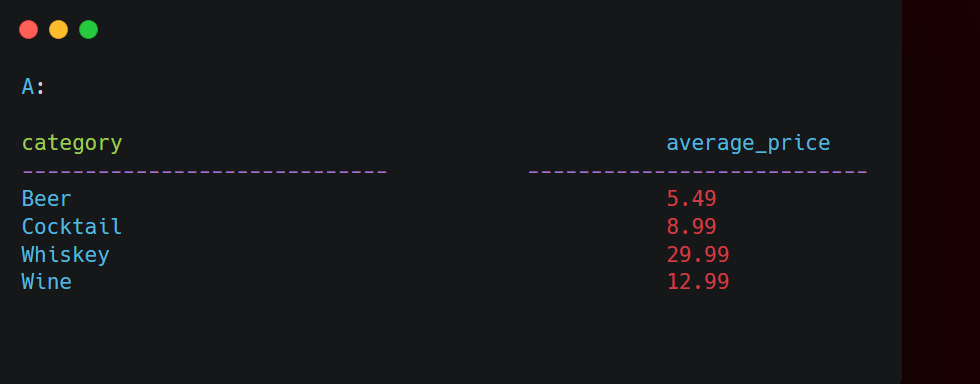 A:
category average_price
----------------------------- ---------------------------
Beer 5.49
Cocktail 8.99
Whiskey 29.99
Wine 12.99